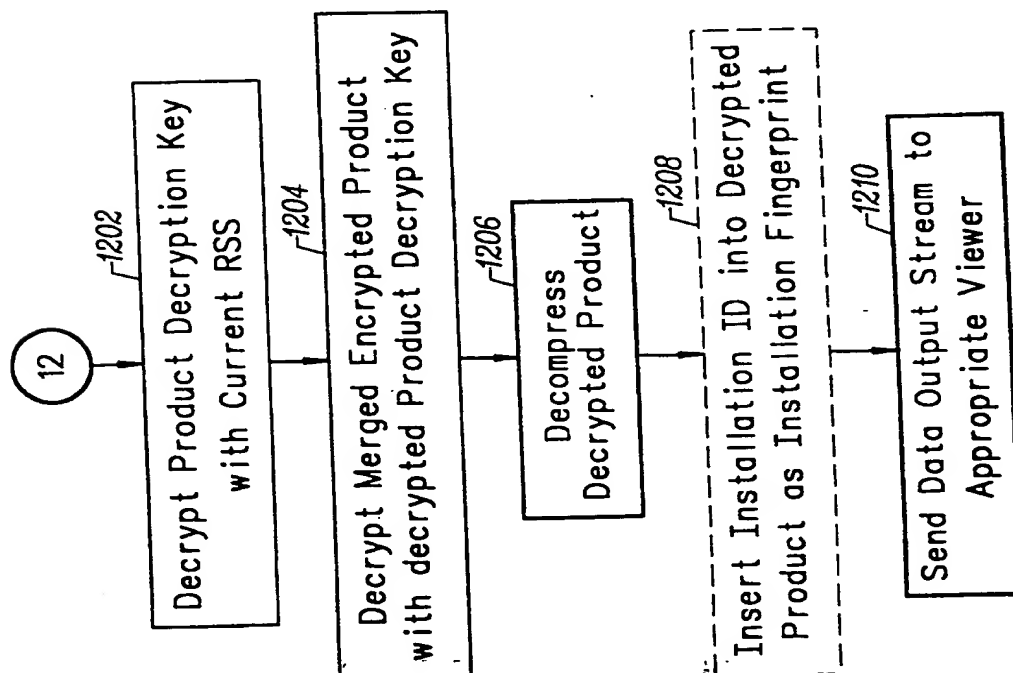 12
1202
Decrypt Product Decryption Key
with Current RSS
1204
Decrypt Merged Encrypted Product
with decrypted Product Decryption Key
1206
Decompress
Decrypted Product
1208
Insert Installation ID into Decrypted
Product as Installation Fingerprint
1210
Send Data Output Stream to
Appropriate Viewer